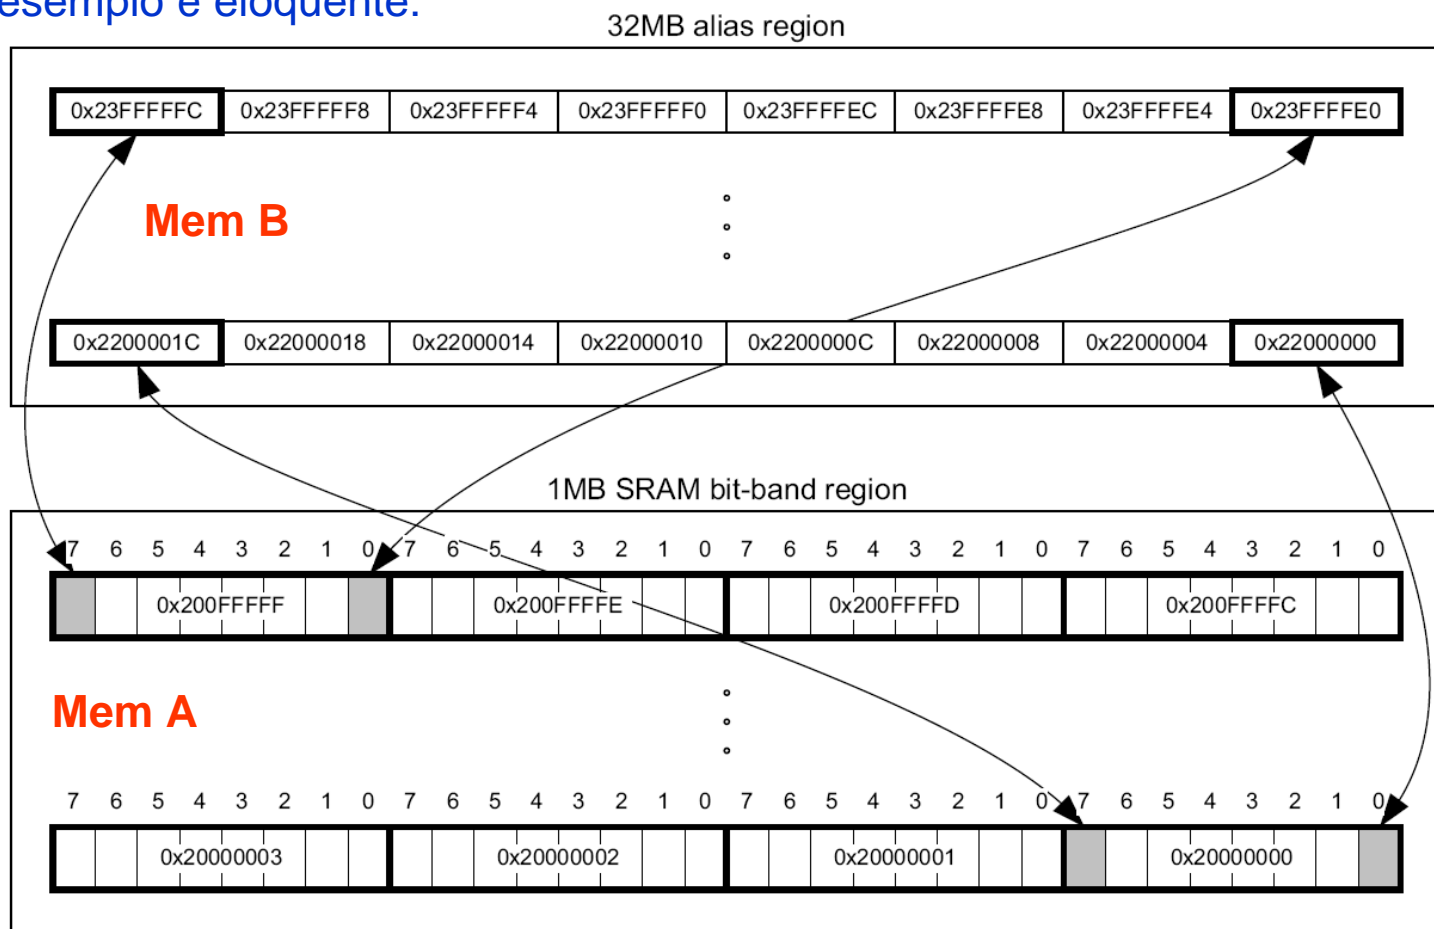 esempio è eloquente:
32MB alias region
0x23FFFFFC 0x23FFFFF8 0x23FFFFF4 0x23FFFFF0 0x23FFFFEC 0x23FFFFE8 0x23FFFFE4 0x23FFFFE0
Mem B
0x2200001C 0x22000018 0x22000014 0x22000010 0x2200000C 0x22000008 0x22000004 0x22000000
1MB SRAM bit-band region
7 6 5 4 3 2 1 0 7 6 5 4 3 2 1 0 7 6 5 4 3 2 1 0 7 6 5 4 3 2 1 0
0x200FFFFF 0x200FFFFE 0x200FFFFD 0x200FFFFC
Mem A
7 6 5 4 3 2 1 0 7 6 5 4 3 2 1 0 7 6 5 4 3 2 1 0 7 6 5 4 3 2 1 0
0x20000003 0x20000002 0x20000001 0x20000000